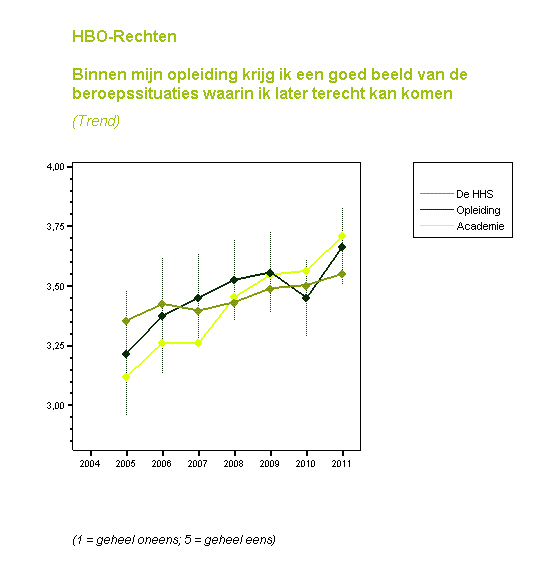 HBO-Rechten
Binnen mijn opleiding krijg ik een goed beeld van de
beroepssituaties waarin ik later terecht kan komen
(Trend)
4,00
3,75
3,50
3,25
3,00
2004 2005 2006 2007 2008 2009 2010 2011
De HHS
Opleiding
Academie
(1 = geheel oneens; 5 = geheel eens)